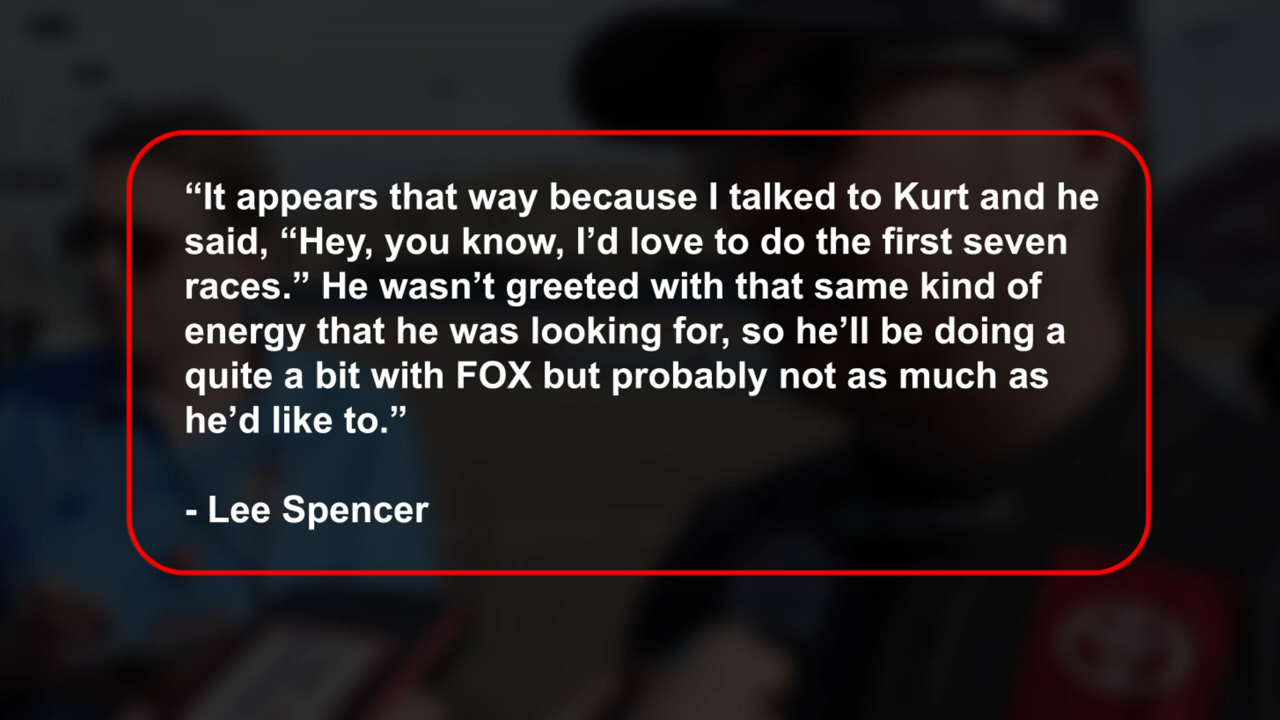 “It appears that way because I talked to Kurt and he
said, “Hey, you know, I’d love to do the first seven
races.” He wasn’t greeted with that same kind of
energy that he was looking for, so he’ll be doing a
quite a bit with FOX but probably not as much as
he’d like to.”
- Lee Spencer